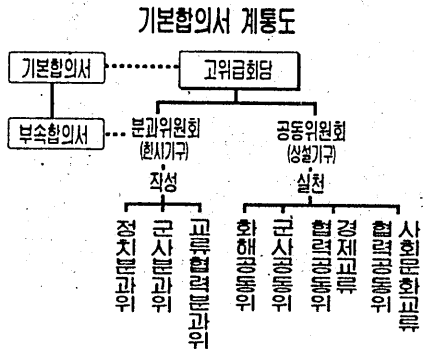 기본합의서 계통도
기본합의서
고위급회담
부속합의서
분과위원회
(한시기구)
공동위원회
(상설기구)
작성
실천
정치분과위
군사분과위
교류협력분과위
화해공동위
군사공동위
경제교류
협력공동위
사회문화교류
협력공동위